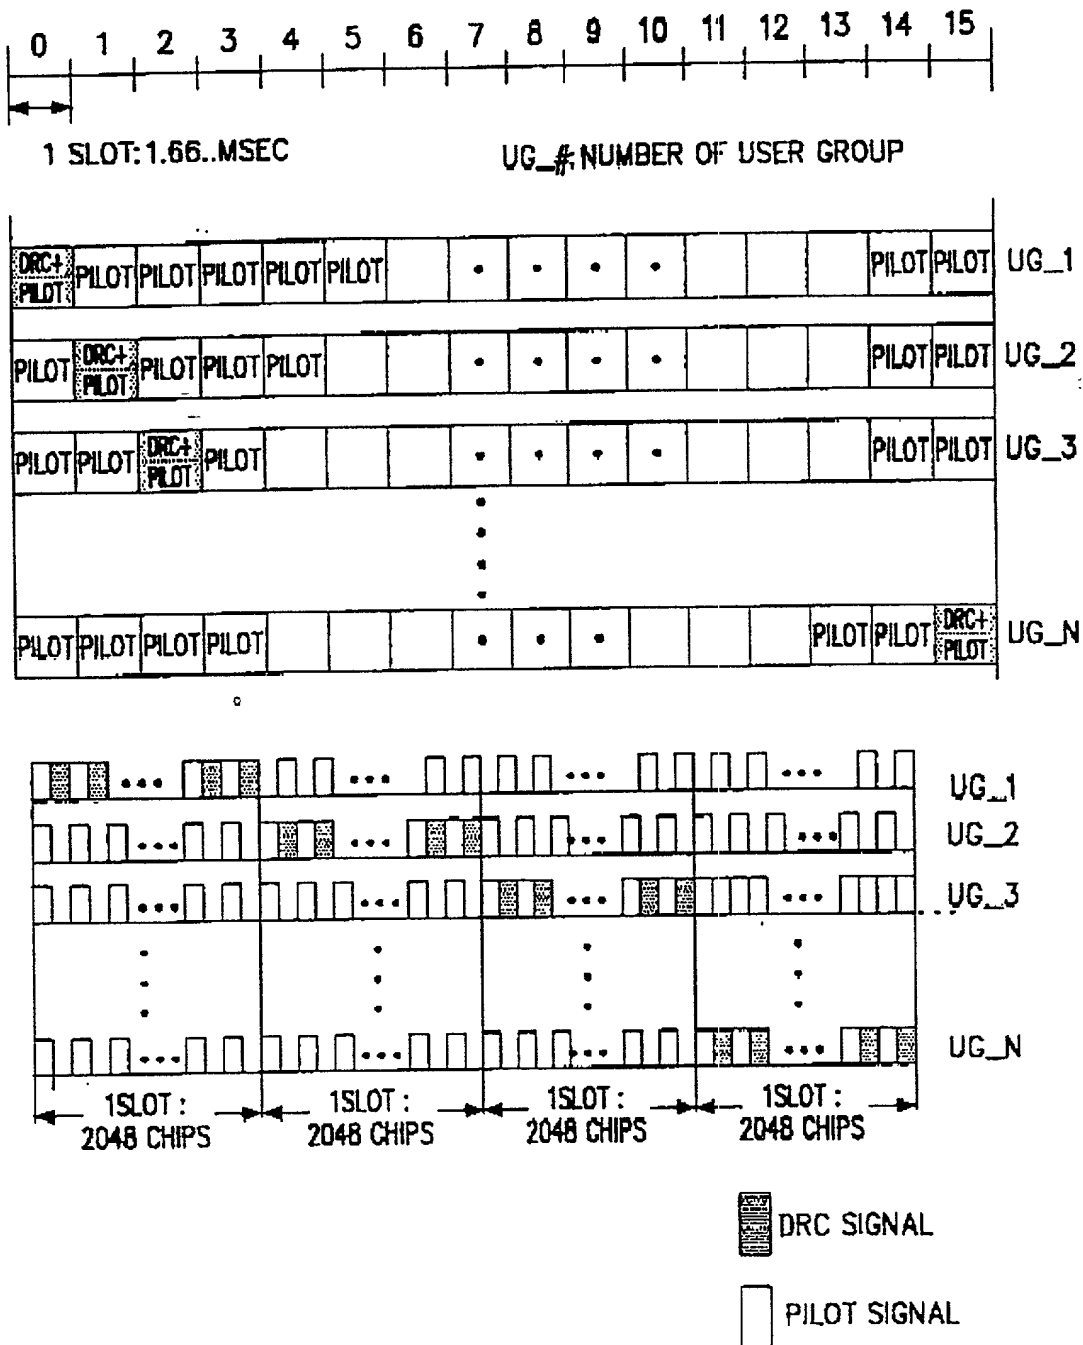 0 1 2 3 4 5 6 7 8 9 10 11 12 13 14 15
1 SLOT: 1.66..MSEC
UG_#: NUMBER OF USER GROUP
DRC+ PILOT PILOT PILOT PILOT PILOT PILOT PILOT PILOT UG_1
PILOT DRC+ PILOT PILOT PILOT PILOT PILOT PILOT UG_2
PILOT PILOT DRC+ PILOT PILOT PILOT PILOT UG_3
PILOT PILOT PILOT PILOT PILOT PILOT DRC+ PILOT UG_N
UG_1
UG_2
UG_3
UG_N
1SLOT : 1SLOT : 1SLOT : 1SLOT :
2048 CHIPS 2048 CHIPS 2048 CHIPS 2048 CHIPS
DRC SIGNAL
PILOT SIGNAL